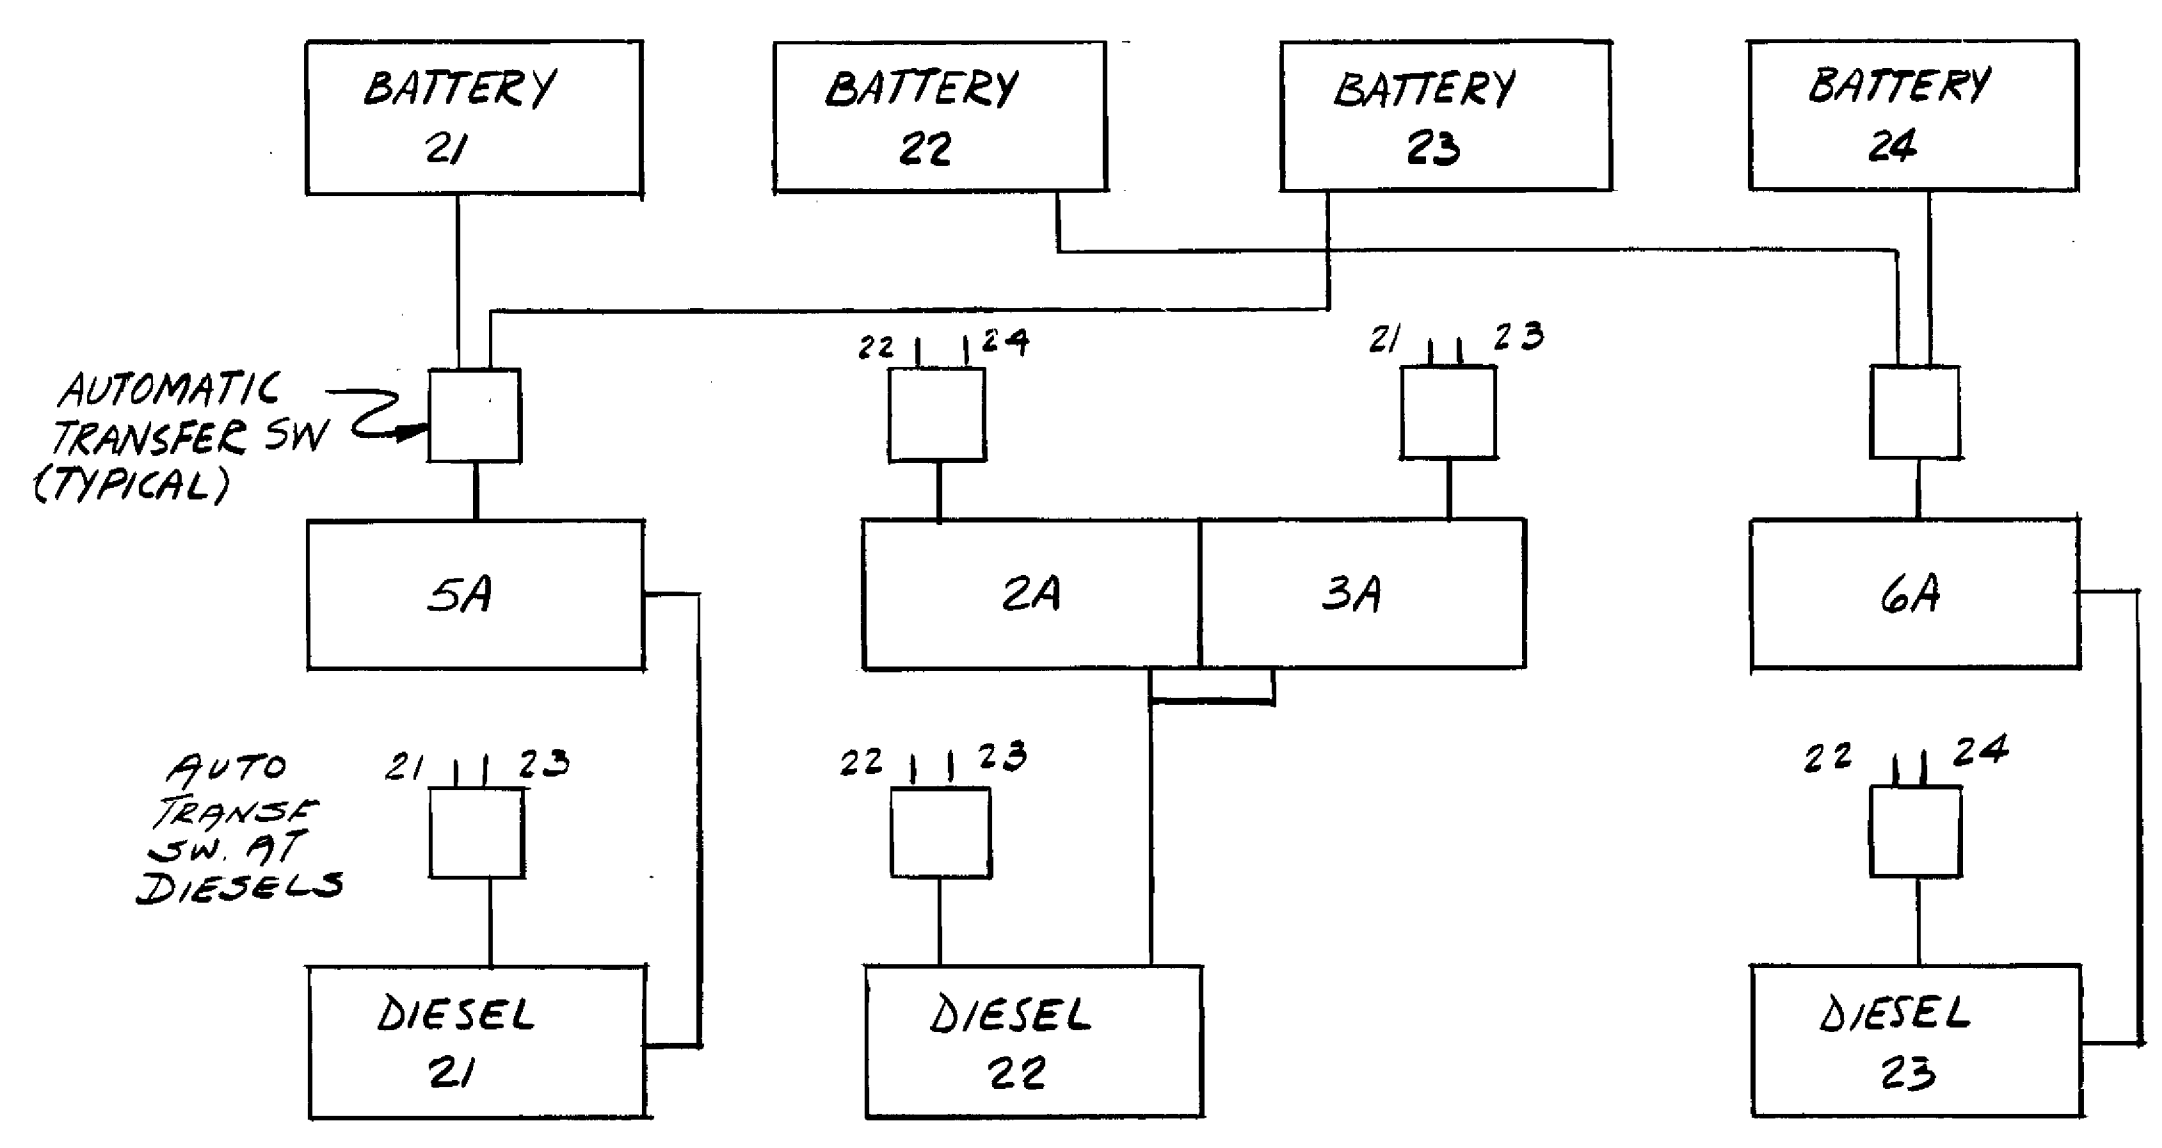 BATTERY
21
BATTERY
22
BATTERY
23
BATTERY
24
22 24
21 23
AUTOMATIC
TRANSFER SW
(TYPICAL)
5A
2A
3A
6A
AUTO
TRANSF
SW. AT
DIESELS
21 23
22 23
22 24
DIESEL
21
DIESEL
22
DIESEL
23